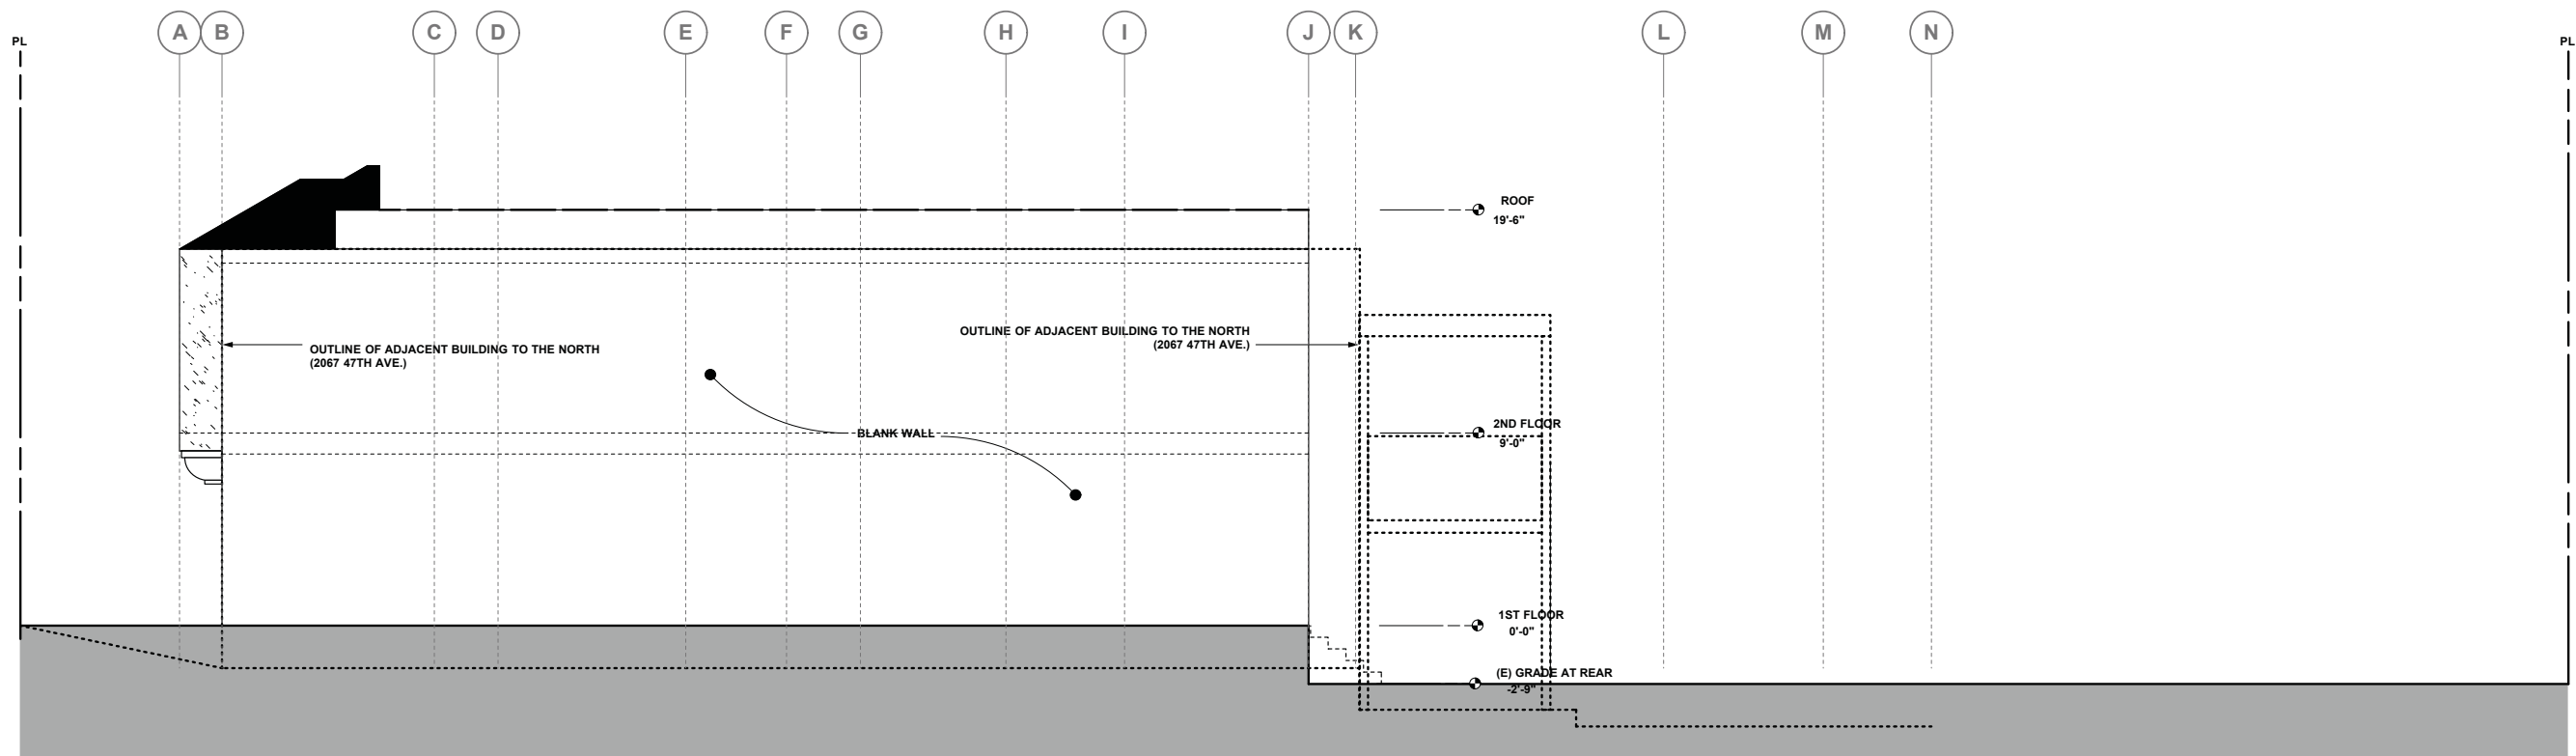 PL
A
B
C
D
E
F
G
H
I
J
K
L
M
N
PL
ROOF
19'-6"
OUTLINE OF ADJACENT BUILDING TO THE NORTH
(2067 47TH AVE.)
OUTLINE OF ADJACENT BUILDING TO THE NORTH
(2067 47TH AVE.)
BLANK WALL
2ND FLOOR
9'-0"
1ST FLOOR
0'-0"
(E) GRADE AT REAR
-2'-9"